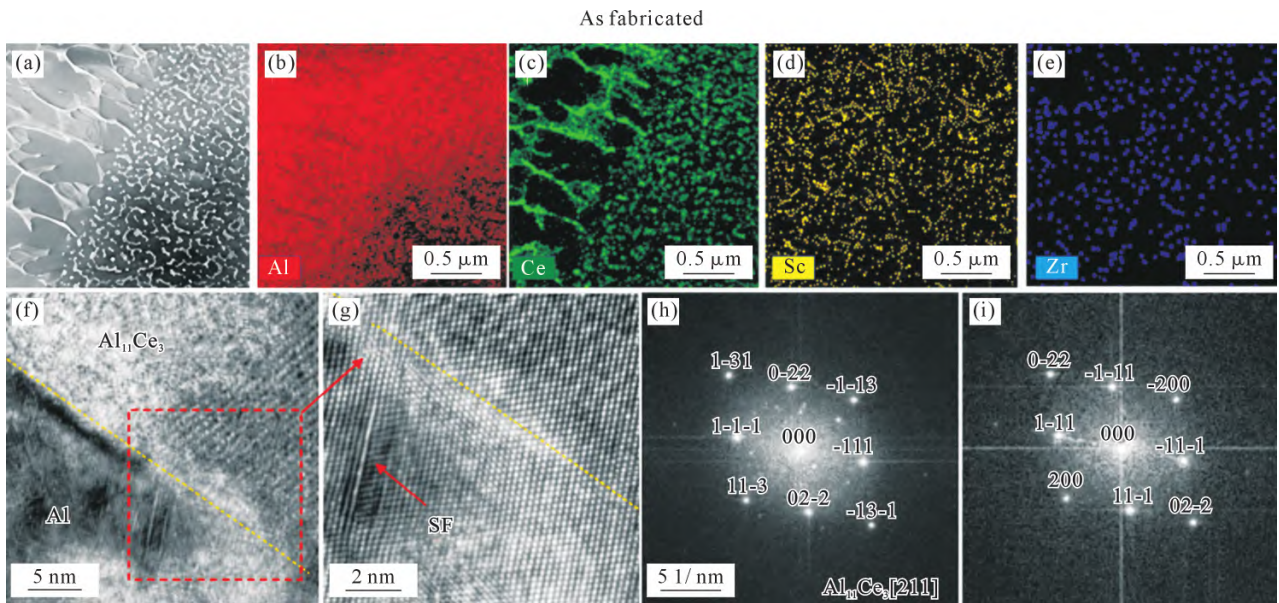 As fabricated
(a)
(b)
(c)
(d)
(e)
Al
0.5 μm
Ce
0.5 μm
Sc
0.5 μm
Zr
0.5 μm
(f)
Al₁₁Ce₃
Al
5 nm
(g)
SF
2 nm
(h)
1-31
0-22
-1-13
1-1-1
000
-111
11-3
02-2
-13-1
5 1/ nm
Al₁₁Ce₃[211]
(i)
0-22
-1-11
-200
1-11
000
-11-1
200
11-1
02-2